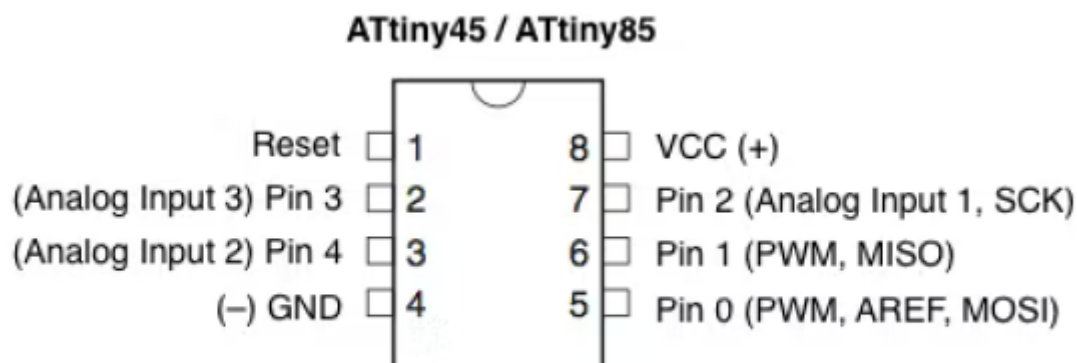 ATtiny45 / ATtiny85
Reset 1 8 VCC (+)
(Analog Input 3) Pin 3 2 7 Pin 2 (Analog Input 1, SCK)
(Analog Input 2) Pin 4 3 6 Pin 1 (PWM, MISO)
(–) GND 4 5 Pin 0 (PWM, AREF, MOSI)